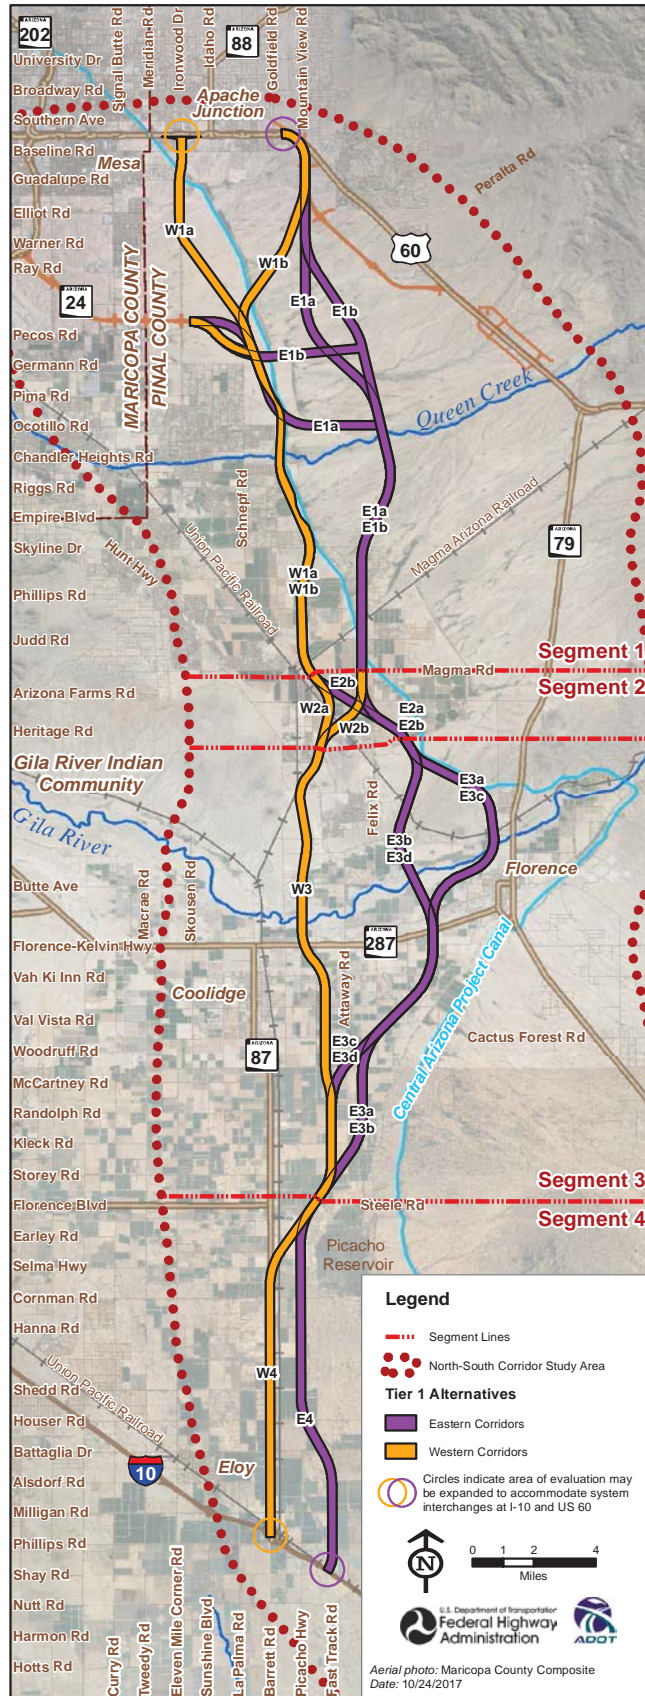 ARIZONA
202
University Dr
Broadway Rd
Southern Ave
Baseline Rd
Guadalupe Rd
Elliot Rd
Warner Rd
Ray Rd
ARIZONA
24
Pecos Rd
Germann Rd
Pima Rd
Ocotillo Rd
Chandler Heights Rd
Riggs Rd
Empire Blvd
Skyline Dr
Phillips Rd
Judd Rd
Arizona Farms Rd
Heritage Rd
Signal Butte Rd
Meridian Rd
Ironwood Dr
Idaho Rd
ARIZONA
88
Goldfield Rd
Mountain View Rd
Apache
Junction
Mesa
Peralta Rd
60
MARICOPA COUNTY
PINAL COUNTY
W1a
W1b
E1a
E1b
E1b
E1a
Queen Creek
Schnepf Rd
Hunt Hwy
Union Pacific Railroad
Magma Arizona Railroad
E1a
E1b
ARIZONA
79
W1a
W1b
Segment 1
Magma Rd
Segment 2
E2b
W2a
W2b
E2a
E2b
Gila River Indian
Community
Gila River
Felix Rd
E3a
E3c
E3b
E3d
Florence
Butte Ave
Macrae Rd
Skousen Rd
W3
Florence-Kelvin Hwy
ARIZONA
287
Vah Ki Inn Rd
Coolidge
Attaway Rd
Central Arizona Project Canal
Val Vista Rd
Woodruff Rd
ARIZONA
87
Cactus Forest Rd
E3c
E3d
McCartney Rd
Randolph Rd
E3a
E3b
Kleck Rd
Storey Rd
Segment 3
Florence Blvd
Steele Rd
Segment 4
Earley Rd
Selma Hwy
Picacho
Reservoir
Cornman Rd
Hanna Rd
Union Pacific Railroad
Shedd Rd
Houser Rd
Battaglia Dr
Alsdorf Rd
Milligan Rd
Phillips Rd
Shay Rd
Nutt Rd
Harmon Rd
Hotts Rd
W4
E4
10
Eloy
Curry Rd
Tweedy Rd
Eleven Mile Corner Rd
Sunshine Blvd
La Palma Rd
Barrett Rd
Picacho Hwy
Fast Track Rd
Legend
Segment Lines
North-South Corridor Study Area
Tier 1 Alternatives
Eastern Corridors
Western Corridors
Circles indicate area of evaluation may
be expanded to accommodate system
interchanges at I-10 and US 60
N
0 1 2 4
Miles
U.S. Department of Transportation
Federal Highway
Administration
ADOT
Aerial photo: Maricopa County Composite
Date: 10/24/2017